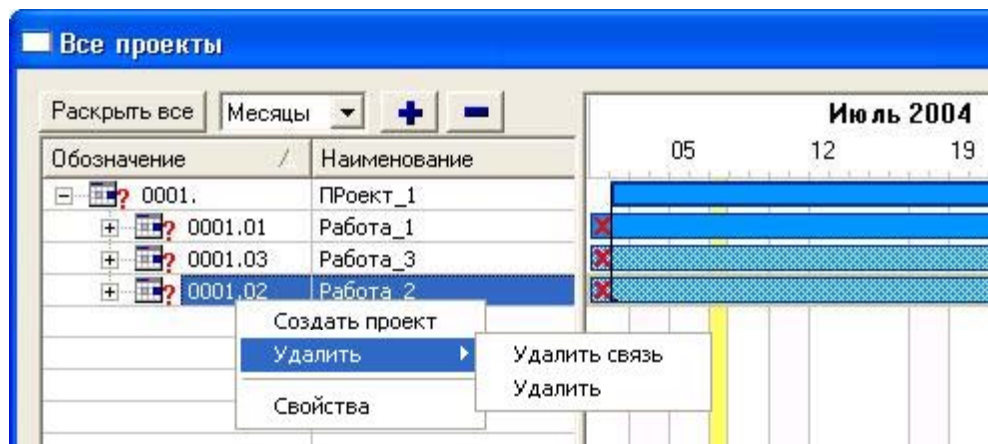 Все проекты
Раскрыть все Месяцы
Июль 2004
05 12 19
Обозначение / Наименование
0001. ПРоект_1
0001.01 Работа_1
0001.03 Работа_3
0001.02 Работа_2
Создать проект
Удалить Удалить связь
Удалить
Свойства